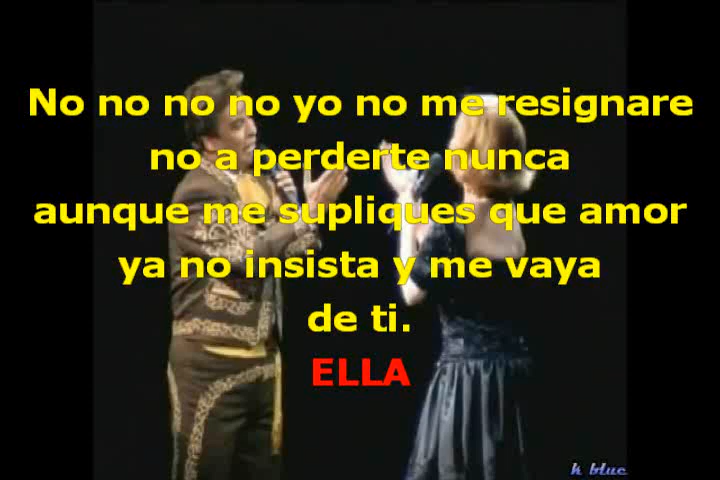 No no no no yo no me resignare
no a perderte nunca
aunque me supliques que amor
ya no insista y me vaya
de ti.
ELLA
k blue